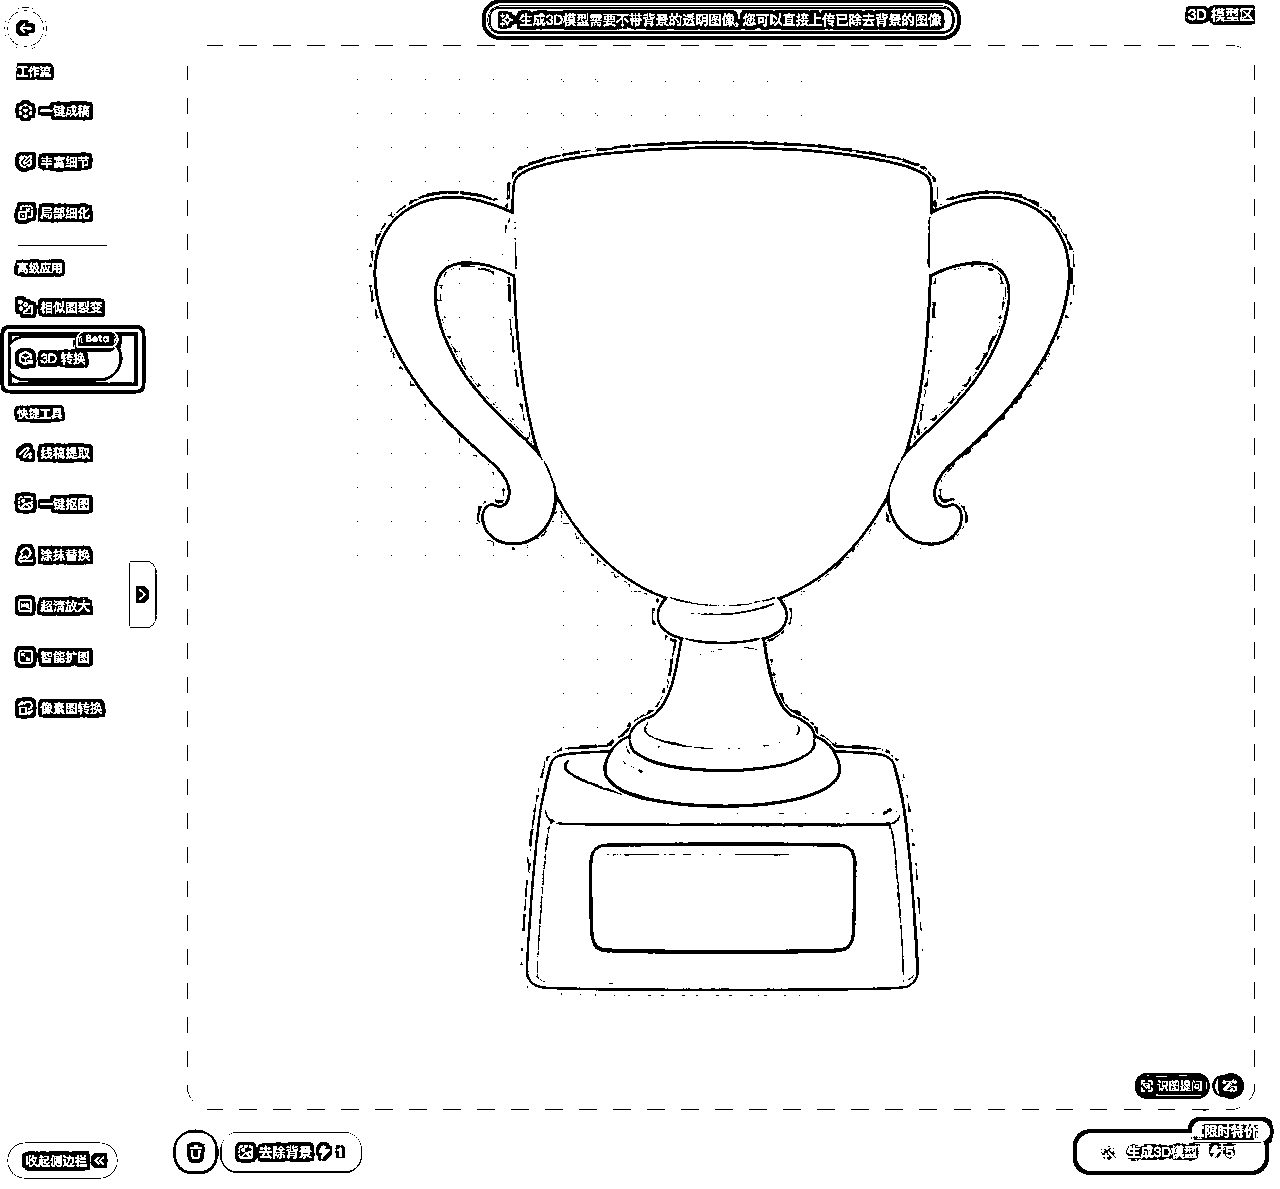 生成3D模型需要不带背景的透明图像, 您可以直接上传已除去背景的图像
3D 模型区
工作流
一键成稿
丰富细节
局部细化
高级应用
相似图裂变
Beta
3D 转换
快捷工具
线稿提取
一键抠图
涂抹替换
超清放大
智能扩图
像素图转换
识图提问
收起侧边栏
去除背景 1
限时特价
生成3D模型 5